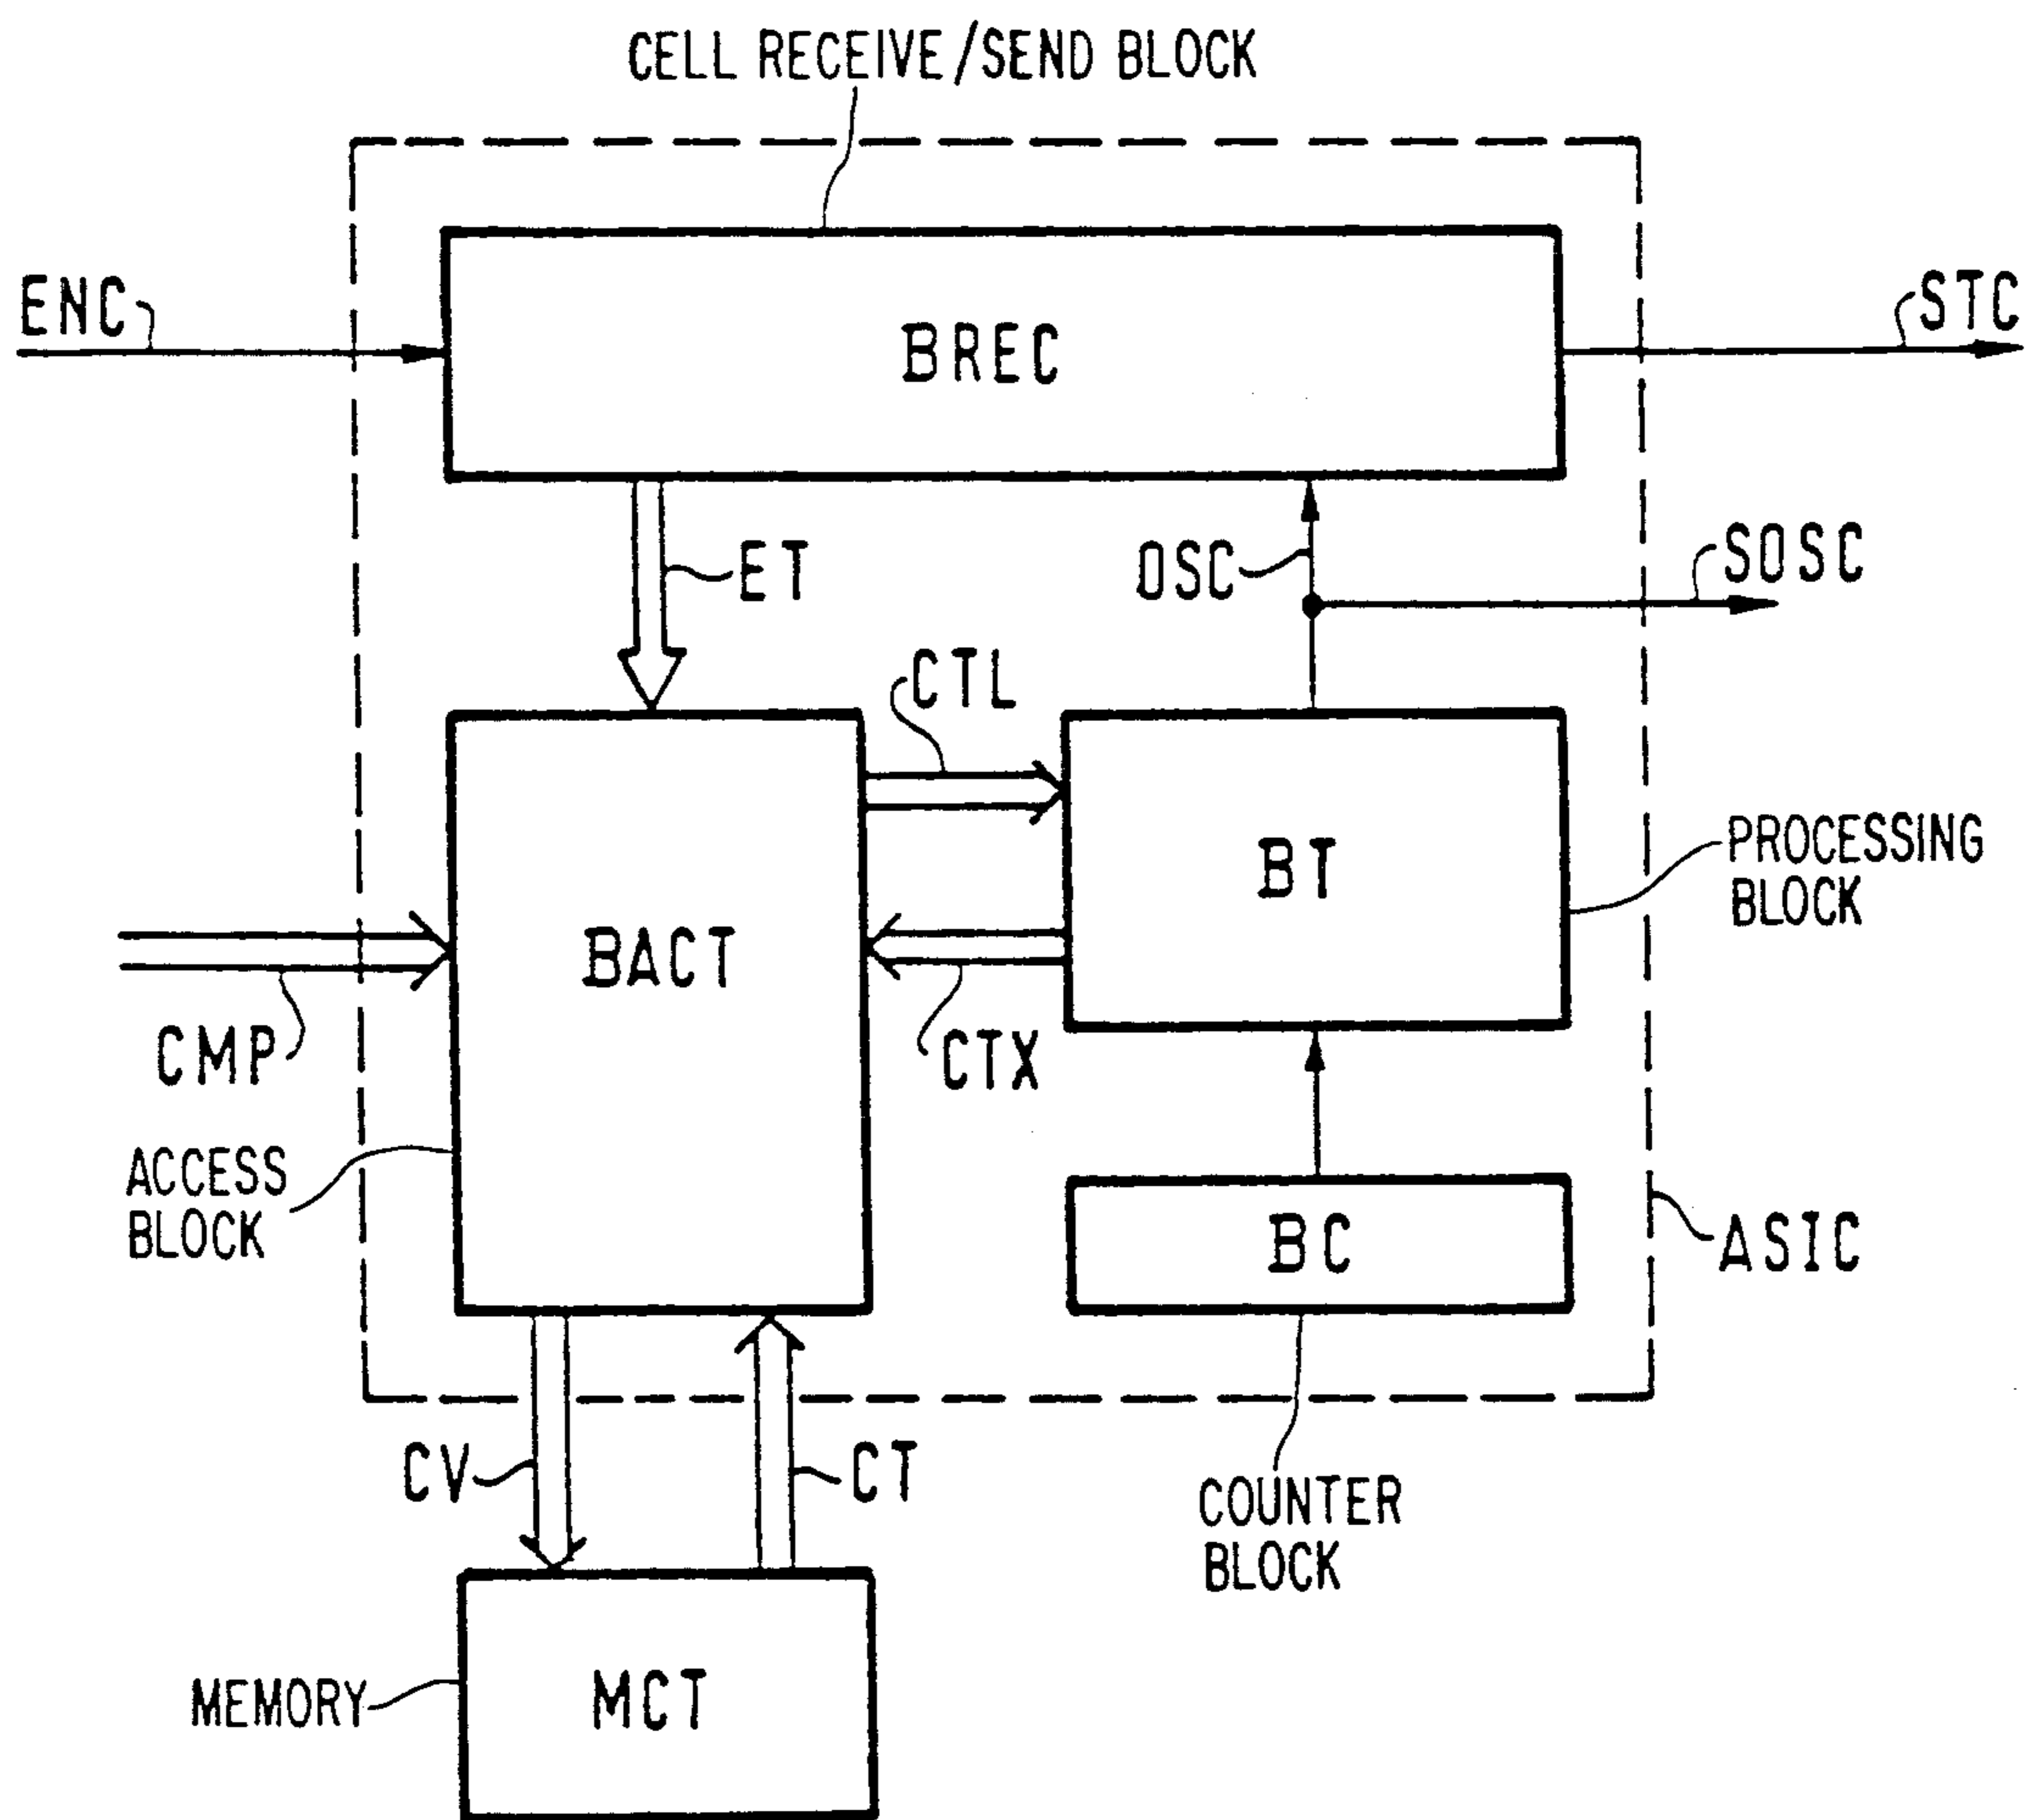 CELL RECEIVE/SEND BLOCK
ENC
BREC
STC
ET
OSC
SOSC
CTL
BT
PROCESSING
BLOCK
BACT
CMP
CTX
ACCESS
BLOCK
BC
ASIC
CV
CT
COUNTER
BLOCK
MEMORY
MCT